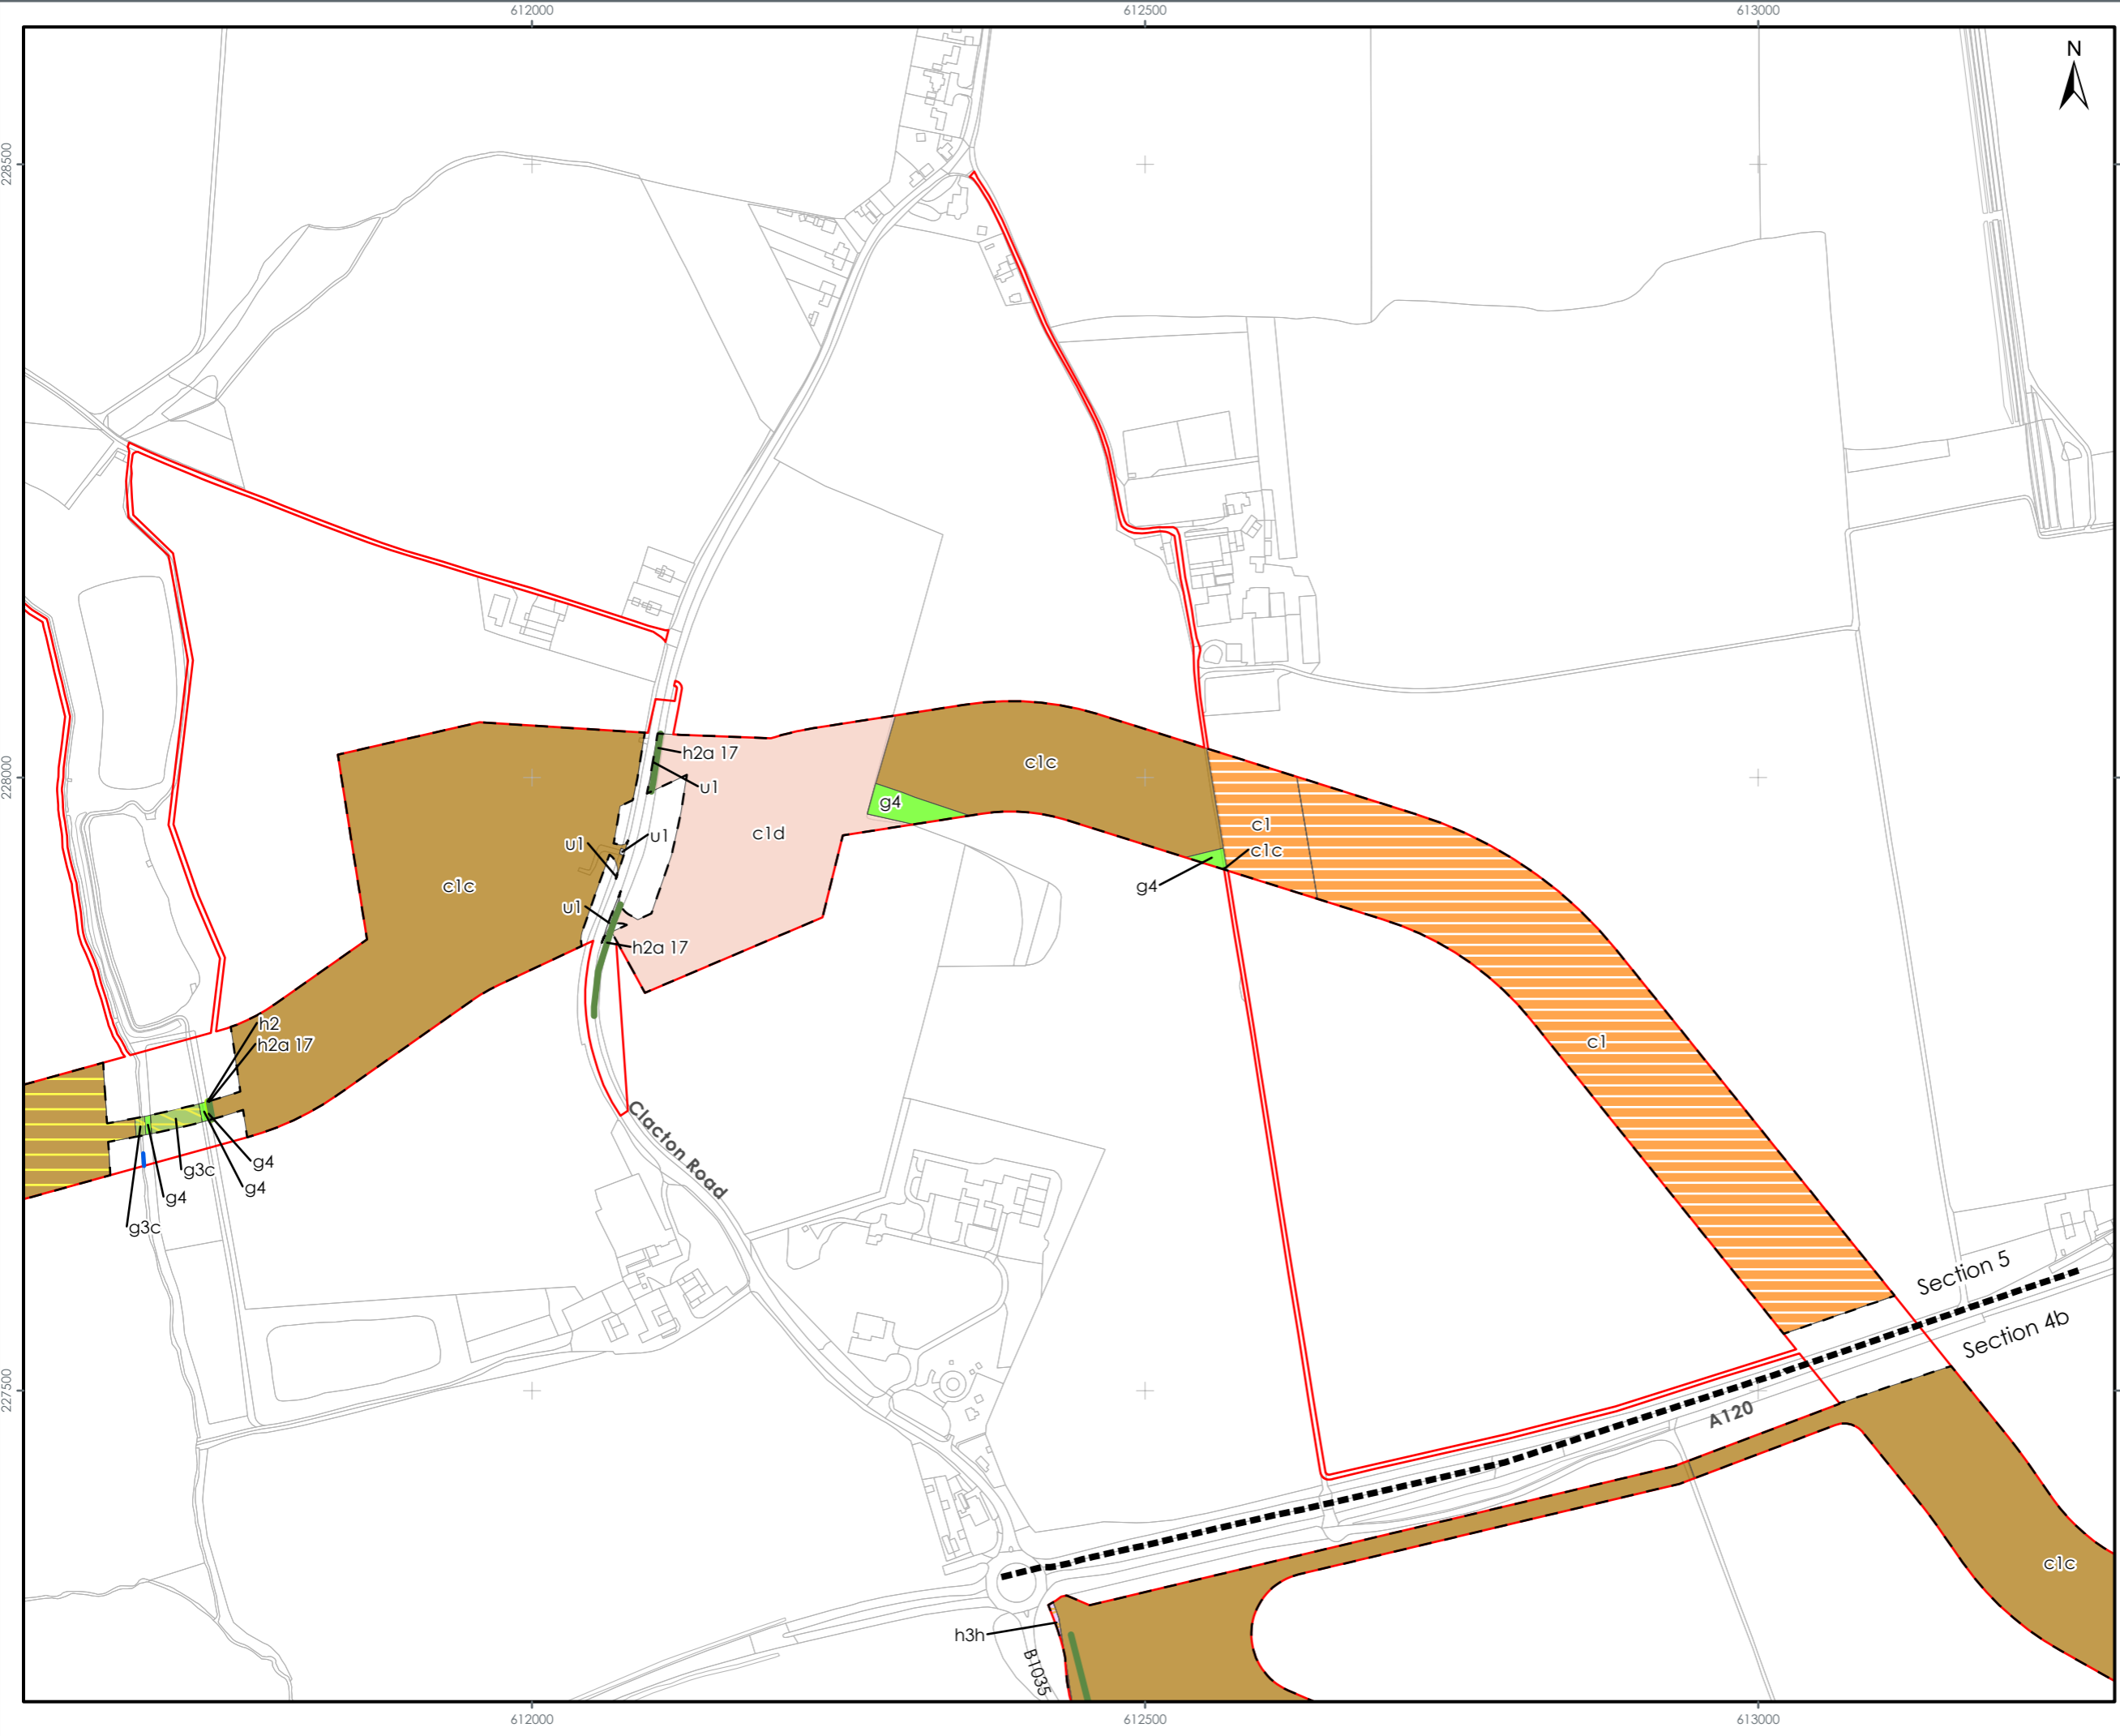 612000
612500
613000
N
228500
228000
227500
h2a 17
u1
c1c
g4
c1d
u1
u1
c1
c1c
g4
c1c
u1
h2a 17
h2
h2a 17
c1
Clacton Road
g4
g3c
g4
g4
g3c
Section 5
Section 4b
A120
c1c
h3h
B1035
612000
612500
613000